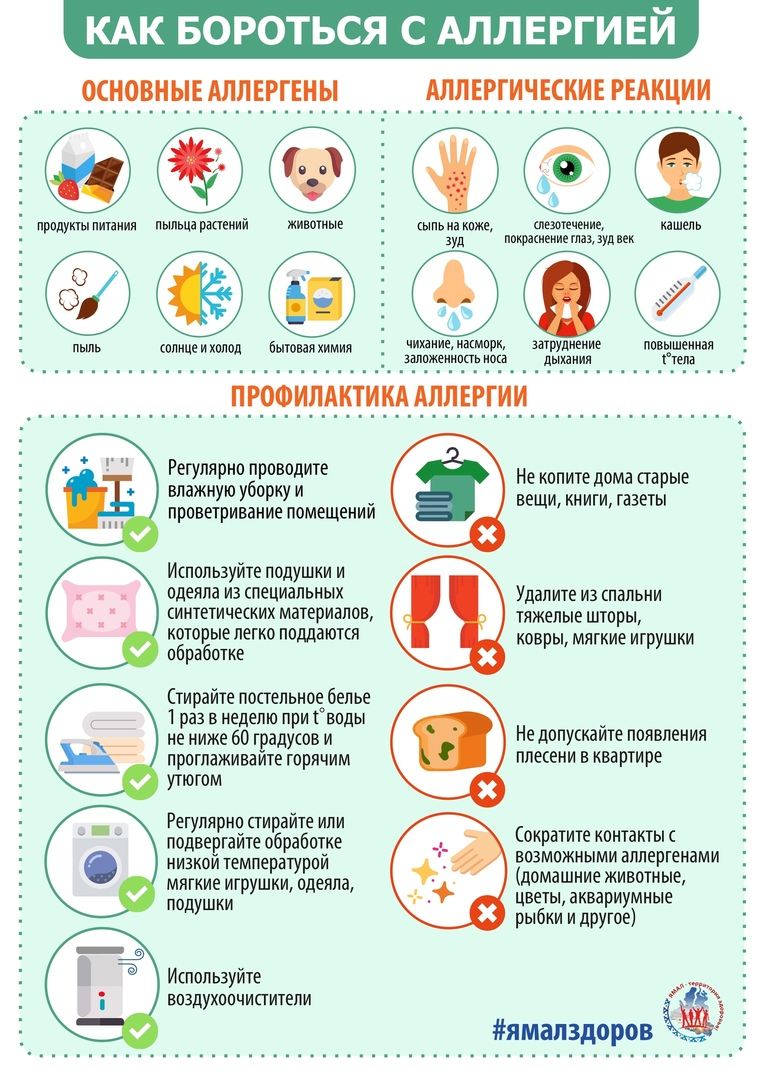 КАК БОРОТЬСЯ С АЛЛЕРГИЕЙ
ОСНОВНЫЕ АЛЛЕРГЕНЫ
продукты питания
пыльца растений
животные
пыль
солнце и холод
бытовая химия
АЛЛЕРГИЧЕСКИЕ РЕАКЦИИ
сыпь на коже,
зуд
слезотечение,
покраснение глаз, зуд век
кашель
чихание, насморк,
заложенность носа
затруднение
дыхания
повышенная
t°тела
ПРОФИЛАКТИКА АЛЛЕРГИИ
Регулярно проводите
влажную уборку и
проветривание помещений
Используйте подушки и
одеяла из специальных
синтетических материалов,
которые легко поддаются
обработке
Стирайте постельное белье
1 раз в неделю при t°воды
не ниже 60 градусов и
проглаживайте горячим
утюгом
Регулярно стирайте или
подвергайте обработке
низкой температурой
мягкие игрушки, одеяла,
подушки
Используйте
воздухоочистители
Не копите дома старые
вещи, книги, газеты
Удалите из спальни
тяжелые шторы,
ковры, мягкие игрушки
Не допускайте появления
плесени в квартире
Сократите контакты с
возможными аллергенами
(домашние животные,
цветы, аквариумные
рыбки и другое)
#ямалздоров
ЯМАЛ - территория здоровья!